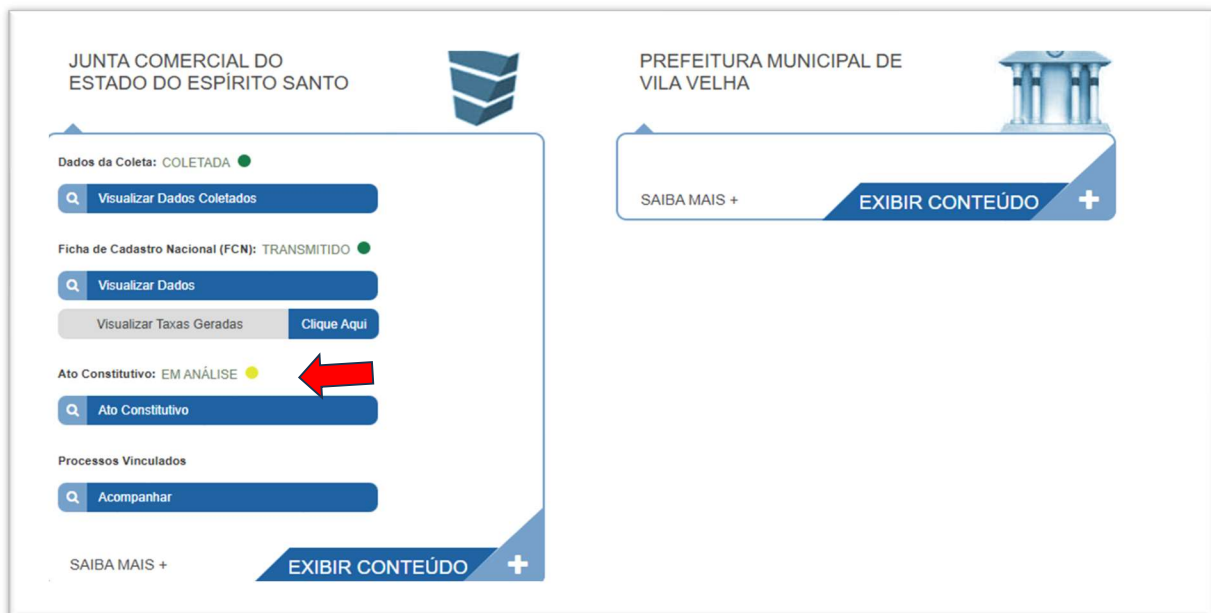 JUNTA COMERCIAL DO
ESTADO DO ESPÍRITO SANTO
Dados da Coleta: COLETADA
Visualizar Dados Coletados
Ficha de Cadastro Nacional (FCN): TRANSMITIDO
Visualizar Dados
Visualizar Taxas Geradas Clique Aqui
Ato Constitutivo: EM ANÁLISE
Ato Constitutivo
Processos Vinculados
Acompanhar
SAIBA MAIS + EXIBIR CONTEÚDO +
PREFEITURA MUNICIPAL DE
VILA VELHA
SAIBA MAIS + EXIBIR CONTEÚDO +